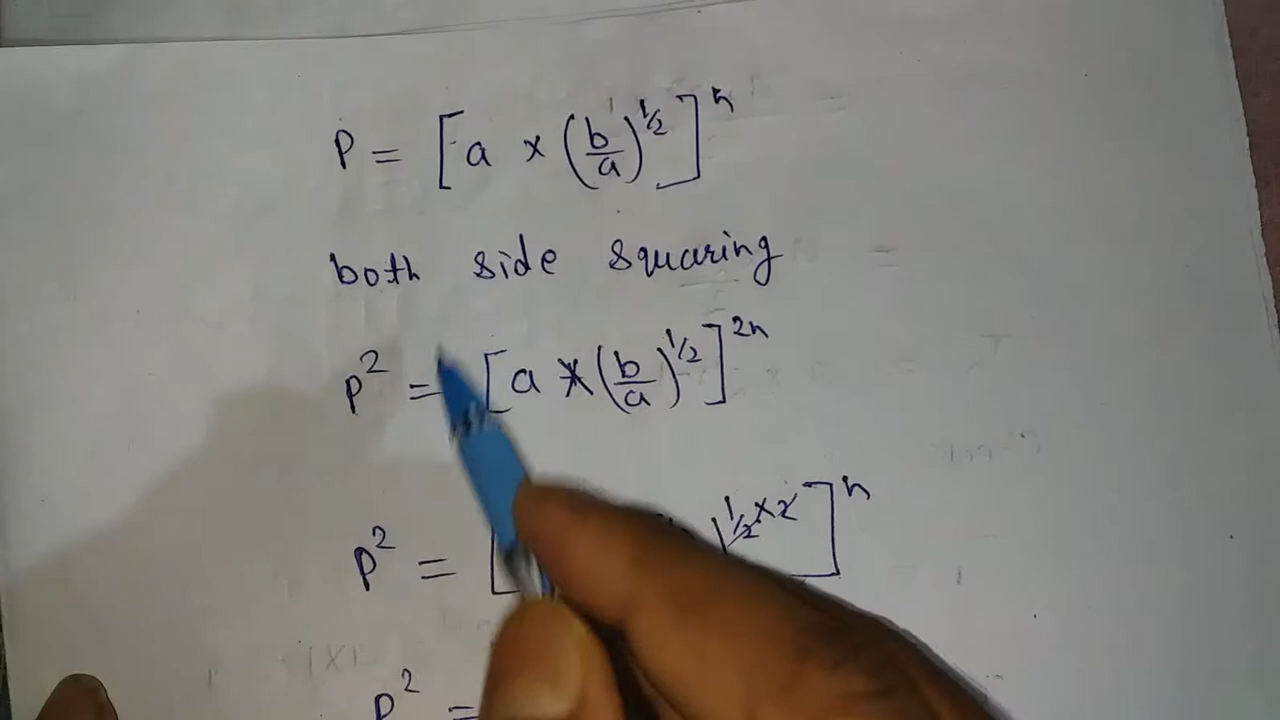 P = [a × (b/a)^1/2]^n
both side squaring
P^2 = [a × (b/a)^1/2]^2n
P^2 = [ )^1/2×2]^n
P^2 =